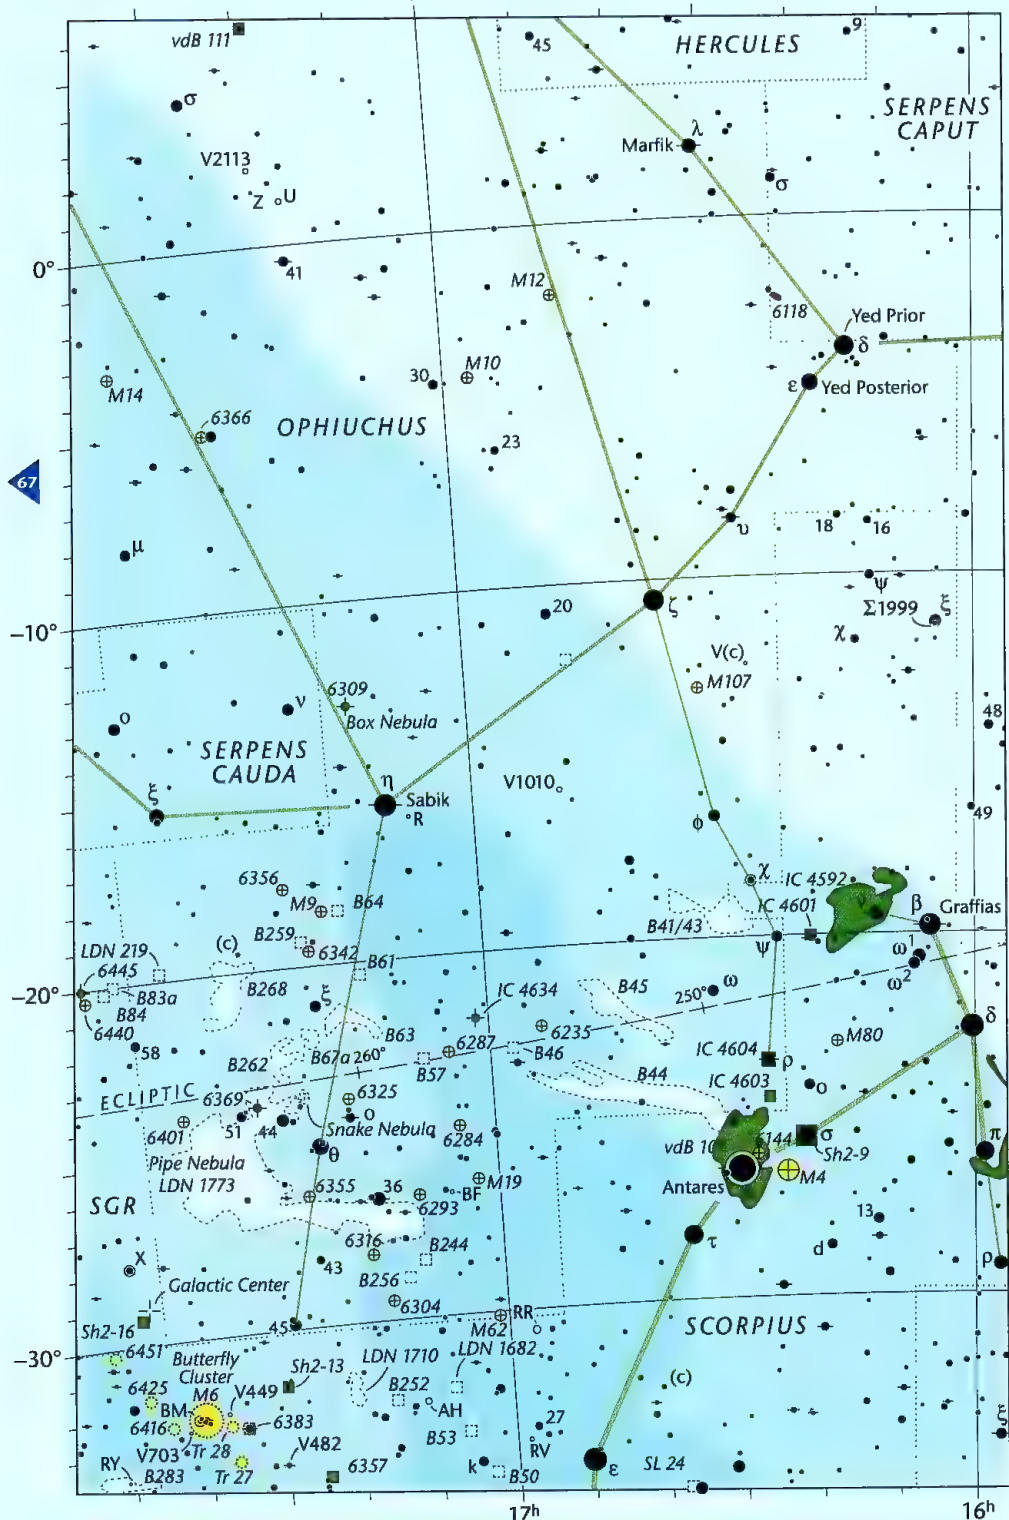 vdB 111
45
HERCULES
9
σ
SERPENS
CAPUT
λ
Marfik
V2113
Z
U
σ
0°
41
M12
6118
Yed Prior
δ
M14
30
M10
ε
Yed Posterior
6366
OPHIUCHUS
23
67
υ
18
16
μ
ψ
Σ1999
ξ
20
ζ
χ
−10°
V(c)
M107
6309
ν
Box Nebula
ο
48
SERPENS
CAUDA
η
Sabik
R
V1010
ξ
φ
49
χ
6356
IC 4592
M9
B64
IC 4601
ν
β
Graffias
B259
6342
B41/43
ψ
ω¹
ω²
LDN 219
(c)
6445
B61
−20°
B83a
B268
ξ
IC 4634
B45
250°
ω
B84
6440
B63
6235
M80
δ
58
B67a
260°
6287
B46
IC 4604
ρ
B262
B57
B44
IC 4603
ο
ECLIPTIC
6369
6325
ο
51
44
Snake Nebula
6284
6401
θ
vdB 10
6144
σ
Sh2-9
π
Pipe Nebula
LDN 1773
M19
M4
6355
36
BF
Antares
SGR
6293
13
6316
τ
d
B244
X
43
ρ
B256
Galactic Center
6304
RR
M62
SCORPIUS
Sh2-16
45
−30°
6451
Butterfly
Cluster
Sh2-13
LDN 1710
LDN 1682
(c)
6425
M6
V449
B252
BM
AH
6416
6383
27
ξ
V703
Tr 28
V482
B53
RV
RY
B283
Tr 27
6357
k
B50
ε
SL 24
17h
16h